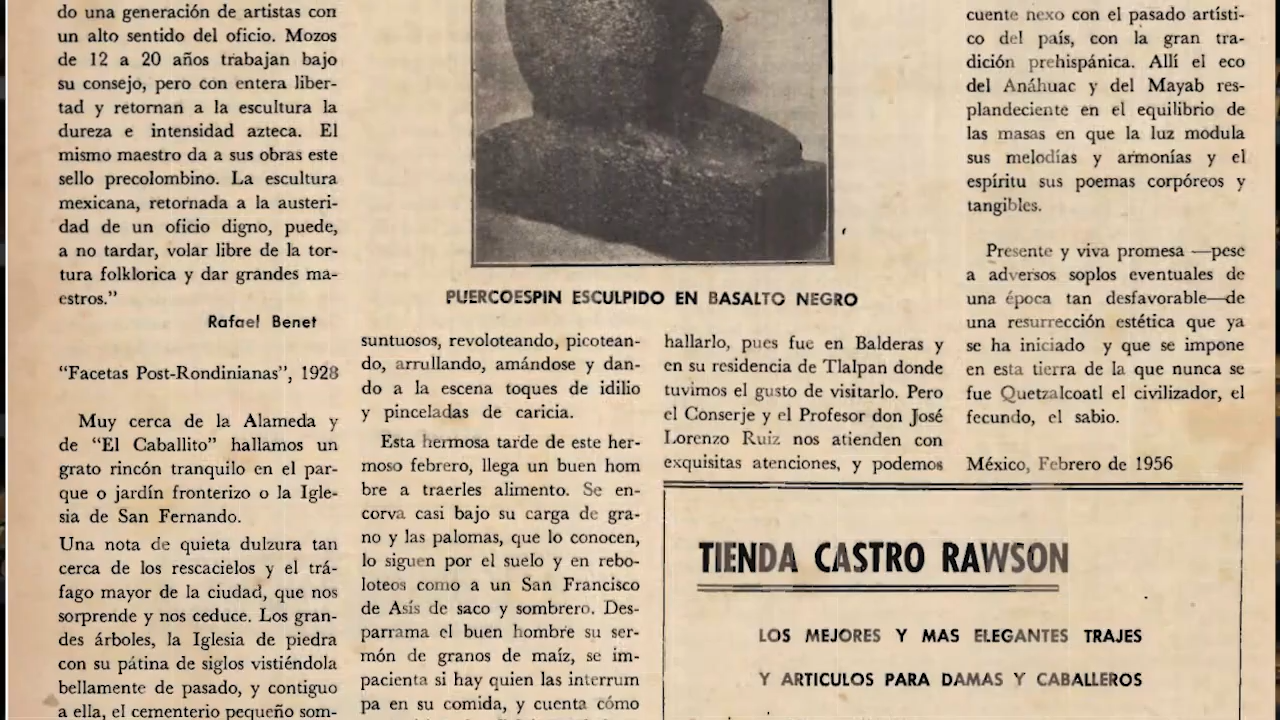 do una generación de artistas con
un alto sentido del oficio. Mozos
de 12 a 20 años trabajan bajo
su consejo, pero con entera liber-
tad y retornan a la escultura la
dureza e intensidad azteca. El
mismo maestro da a sus obras este
sello precolombino. La escultura
mexicana, retornada a la austeri-
dad de un oficio digno, puede,
a no tardar, volar libre de la tor-
tura folklorica y dar grandes ma-
estros."
Rafael Benet
"Facetas Post-Rondinianas", 1928
Muy cerca de la Alameda y
de "El Caballito" hallamos un
grato rincón tranquilo en el par-
que o jardín fronterizo o la Igle-
sia de San Fernando.
Una nota de quieta dulzura tan
cerca de los rescacielos y el trá-
fago mayor de la ciudad, que nos
sorprende y nos ceduce. Los gran-
des árboles, la Iglesia de piedra
con su pátina de siglos vistiéndola
bellamente de pasado, y contiguo
a ella, el cementerio pequeño som-
PUERCOESPIN ESCULPIDO EN BASALTO NEGRO
suntuosos, revoloteando, picotean-
do, arrullando, amándose y dan-
do a la escena toques de idilio
y pinceladas de caricia.
Esta hermosa tarde de este her-
moso febrero, llega un buen hom
bre a traerles alimento. Se en-
corva casi bajo su carga de gra-
no y las palomas, que lo conocen,
lo siguen por el suelo y en rebo-
loteos como a un San Francisco
de Asís de saco y sombrero. Des-
parrama el buen hombre su ser-
món de granos de maíz, se im-
pacienta si hay quien las interrum
pa en su comida, y cuenta cómo
hallarlo, pues fue en Balderas y
en su residencia de Tlalpan donde
tuvimos el gusto de visitarlo. Pero
el Conserje y el Profesor don José
Lorenzo Ruiz nos atienden con
exquisitas atenciones, y podemos
cuente nexo con el pasado artísti-
co del país, con la gran tra-
dición prehispánica. Allí el eco
del Anáhuac y del Mayab res-
plandeciente en el equilibrio de
las masas en que la luz modula
sus melodías y armonías y el
espíritu sus poemas corpóreos y
tangibles.
Presente y viva promesa —pese
a adversos soplos eventuales de
una época tan desfavorable—de
una resurrección estética que ya
se ha iniciado y que se impone
en esta tierra de la que nunca se
fue Quetzalcoatl el civilizador, el
fecundo, el sabio.
México, Febrero de 1956
TIENDA CASTRO RAWSON
LOS MEJORES Y MAS ELEGANTES TRAJES
Y ARTICULOS PARA DAMAS Y CABALLEROS